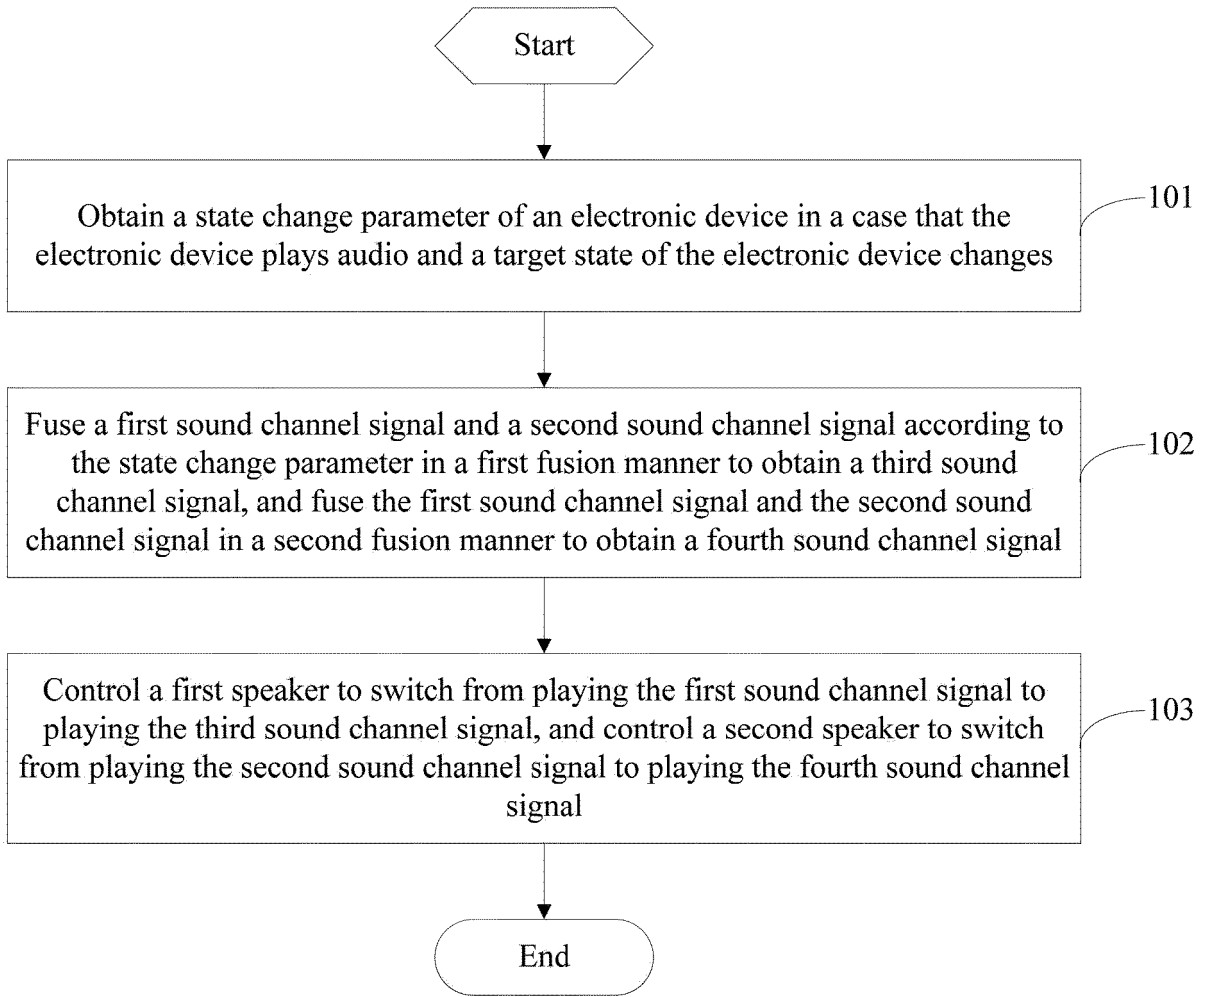 Start
Obtain a state change parameter of an electronic device in a case that the
electronic device plays audio and a target state of the electronic device changes
101
Fuse a first sound channel signal and a second sound channel signal according to
the state change parameter in a first fusion manner to obtain a third sound
channel signal, and fuse the first sound channel signal and the second sound
channel signal in a second fusion manner to obtain a fourth sound channel signal
102
Control a first speaker to switch from playing the first sound channel signal to
playing the third sound channel signal, and control a second speaker to switch
from playing the second sound channel signal to playing the fourth sound channel
signal
103
End